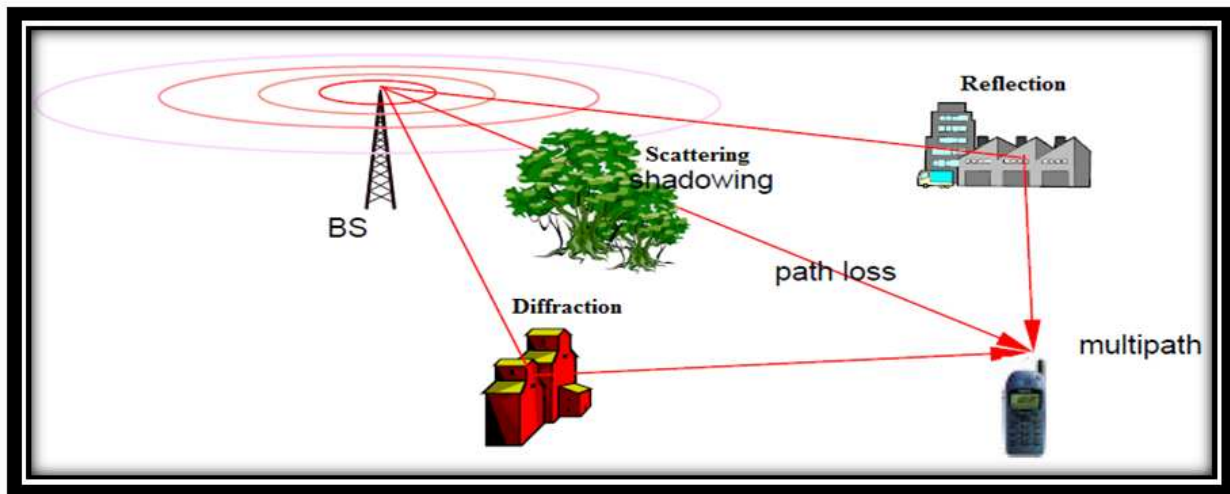 Reflection
Scattering
shadowing
BS
path loss
Diffraction
multipath